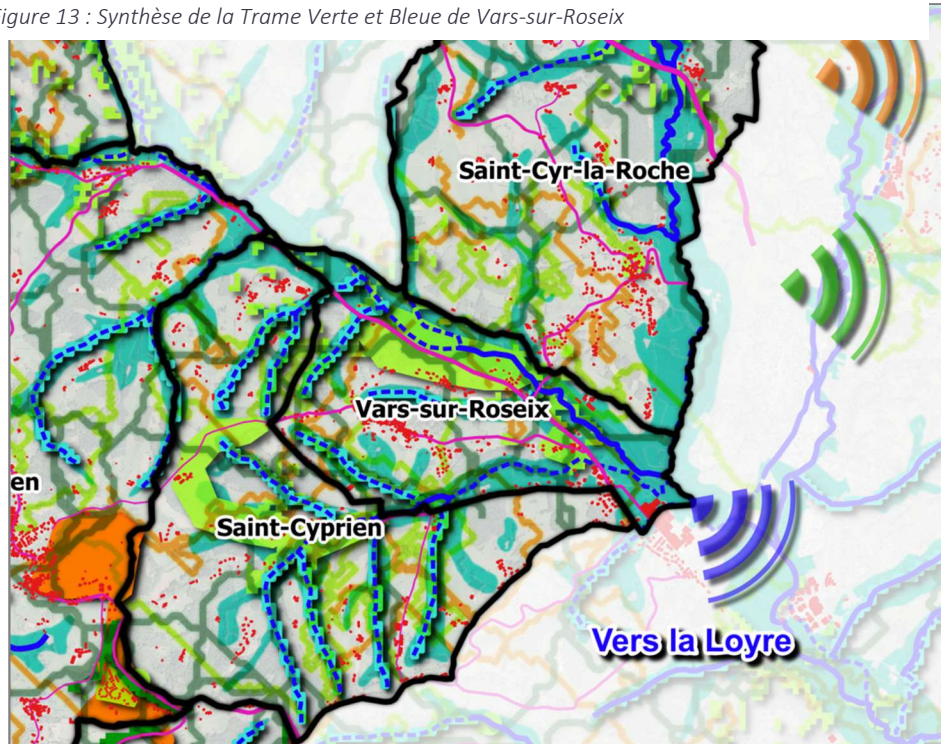 igure 13 : Synthèse de la Trame Verte et Bleue de Vars-sur-Roseix
Saint-Cyr-la-Roche
Vars-sur-Roseix
en
Saint-Cyprien
Vers la Loyre